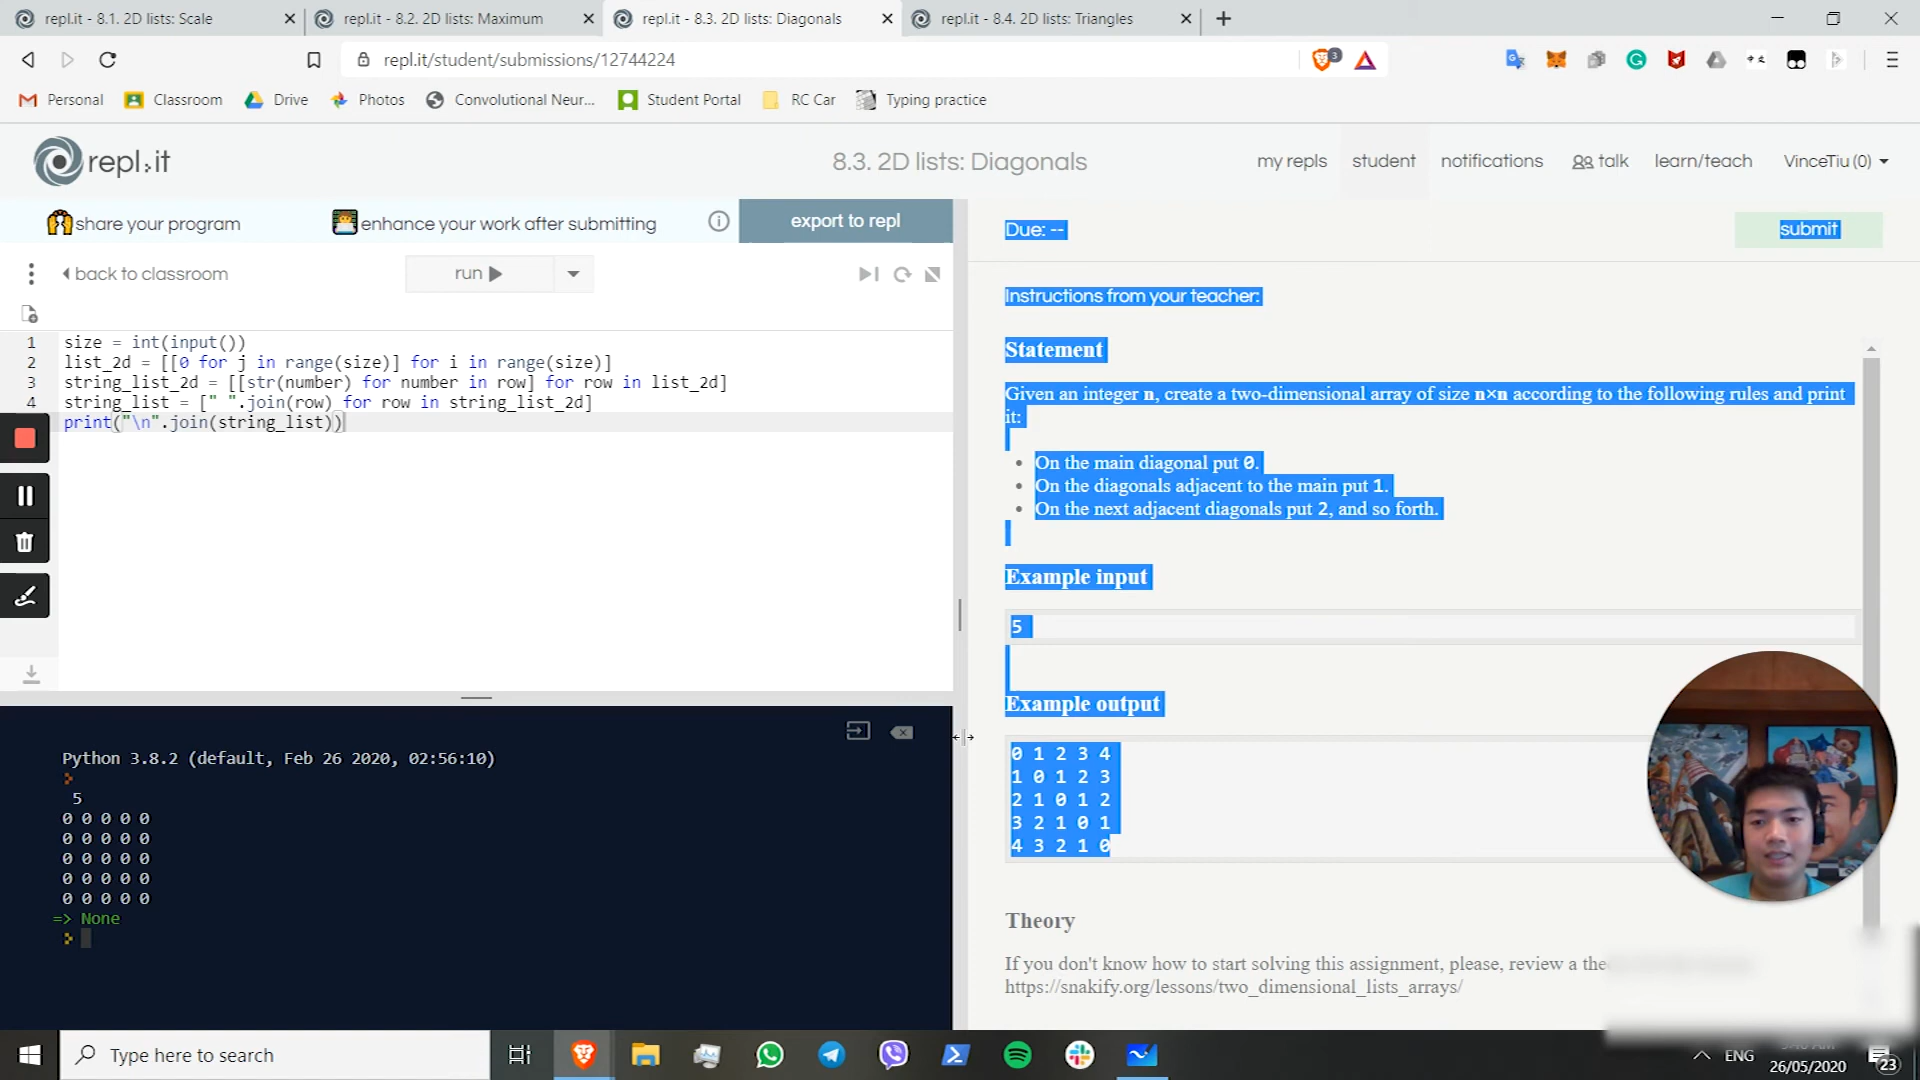 repl.it - 8.1. 2D lists: Scale
repl.it - 8.2. 2D lists: Maximum
repl.it - 8.3. 2D lists: Diagonals
repl.it - 8.4. 2D lists: Triangles
repl.it/student/submissions/12744224
3
Personal
Classroom
Drive
Photos
Convolutional Neur...
Student Portal
RC Car
Typing practice
repl.it
8.3. 2D lists: Diagonals
my repls
student
notifications
talk
learn/teach
VinceTiu (0)
share your program
enhance your work after submitting
export to repl
back to classroom
run
1 size = int(input())
2 list_2d = [[0 for j in range(size)] for i in range(size)]
3 string_list_2d = [[str(number) for number in row] for row in list_2d]
4 string_list = [" ".join(row) for row in string_list_2d]
print("\n".join(string_list))
Python 3.8.2 (default, Feb 26 2020, 02:56:10)
5
0 0 0 0 0
0 0 0 0 0
0 0 0 0 0
0 0 0 0 0
0 0 0 0 0
=> None
Due: --
submit
Instructions from your teacher:
Statement
Given an integer n, create a two-dimensional array of size n×n according to the following rules and print
it:
• On the main diagonal put 0.
• On the diagonals adjacent to the main put 1.
• On the next adjacent diagonals put 2, and so forth.
Example input
5
Example output
0 1 2 3 4
1 0 1 2 3
2 1 0 1 2
3 2 1 0 1
4 3 2 1 0
Theory
If you don't know how to start solving this assignment, please, review a
https://snakify.org/lessons/two_dimensional_lists_arrays/
Type here to search
ENG
26/05/2020
23